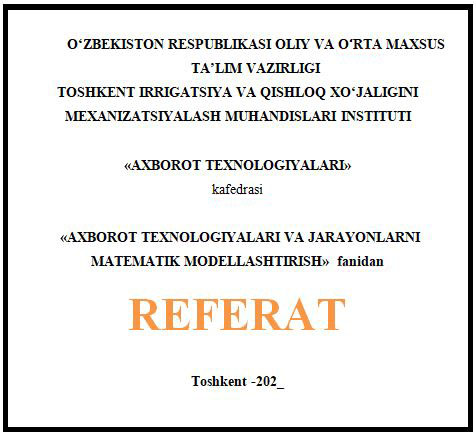 O‘ZBEKISTON RESPUBLIKASI OLIY VA O‘RTA MAXSUS
TA’LIM VAZIRLIGI
TOSHKENT IRRIGATSIYA VA QISHLOQ XO‘JALIGINI
MEXANIZATSIYALASH MUHANDISLARI INSTITUTI
«AXBOROT TEXNOLOGIYALARI»
kafedrasi
«AXBOROT TEXNOLOGIYALARI VA JARAYONLARNI
MATEMATIK MODELLASHTIRISH» fanidan
REFERAT
Toshkent -202_